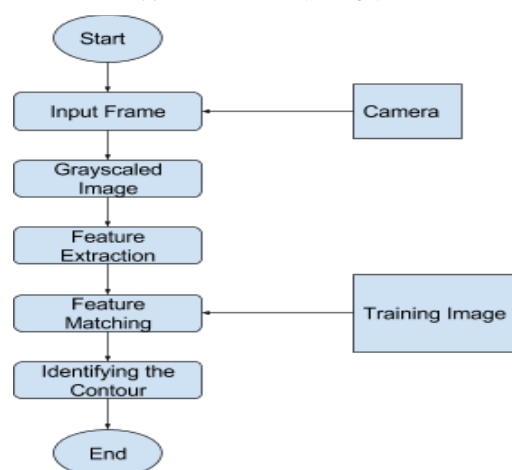 Start
Input Frame
Camera
Grayscaled
Image
Feature
Extraction
Feature
Matching
Training Image
Identifying the
Contour
End